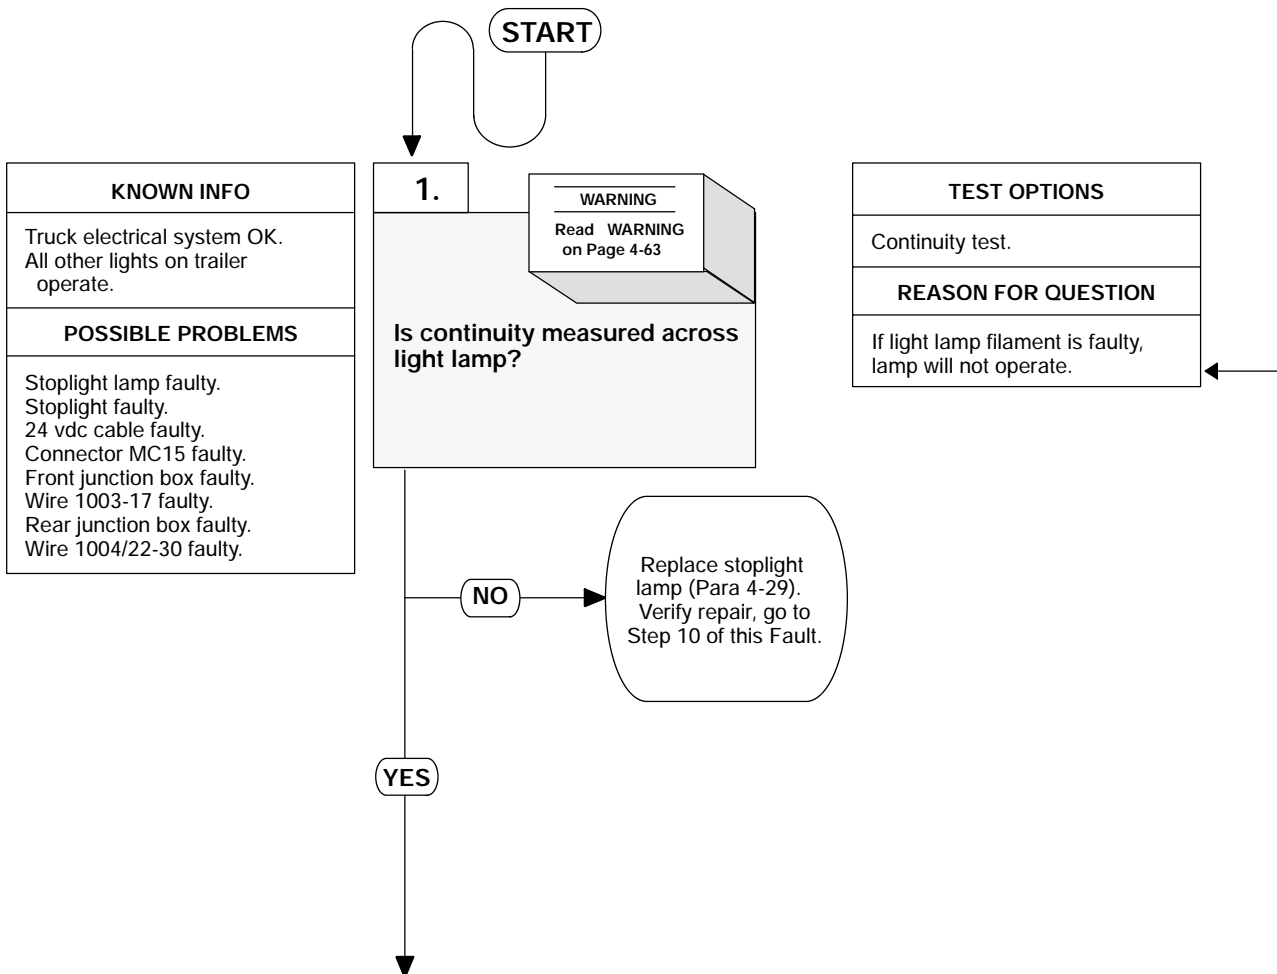 START
KNOWN INFO
Truck electrical system OK.
All other lights on trailer
operate.
POSSIBLE PROBLEMS
Stoplight lamp faulty.
Stoplight faulty.
24 vdc cable faulty.
Connector MC15 faulty.
Front junction box faulty.
Wire 1003-17 faulty.
Rear junction box faulty.
Wire 1004/22-30 faulty.
1.
WARNING
Read WARNING
on Page 4-63
Is continuity measured across
light lamp?
TEST OPTIONS
Continuity test.
REASON FOR QUESTION
If light lamp filament is faulty,
lamp will not operate.
NO
Replace stoplight
lamp (Para 4-29).
Verify repair, go to
Step 10 of this Fault.
YES